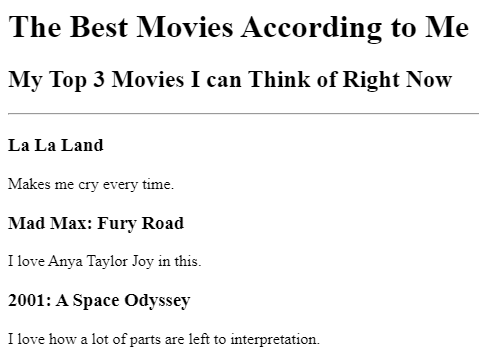 The Best Movies According to Me
My Top 3 Movies I can Think of Right Now
La La Land
Makes me cry every time.
Mad Max: Fury Road
I love Anya Taylor Joy in this.
2001: A Space Odyssey
I love how a lot of parts are left to interpretation.